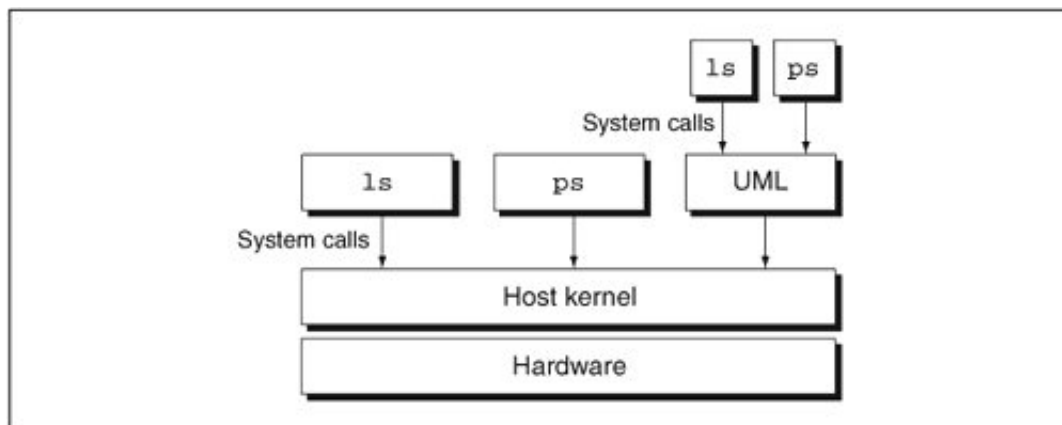 ls ps
System calls
ls ps UML
System calls
Host kernel
Hardware